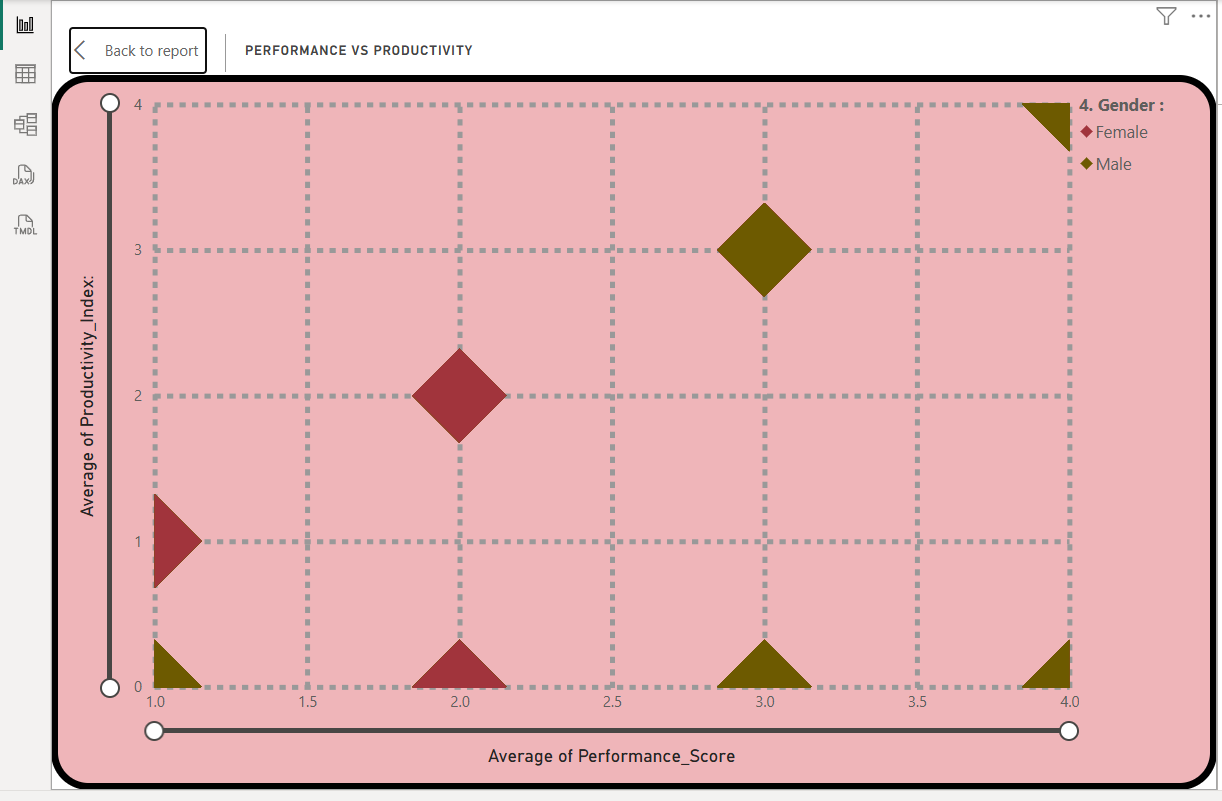 Back to report
PERFORMANCE VS PRODUCTIVITY
DAX
TMDL
4. Gender :
Female
Male
Average of Productivity_Index:
4
3
2
1
0
1.0 1.5 2.0 2.5 3.0 3.5 4.0
Average of Performance_Score